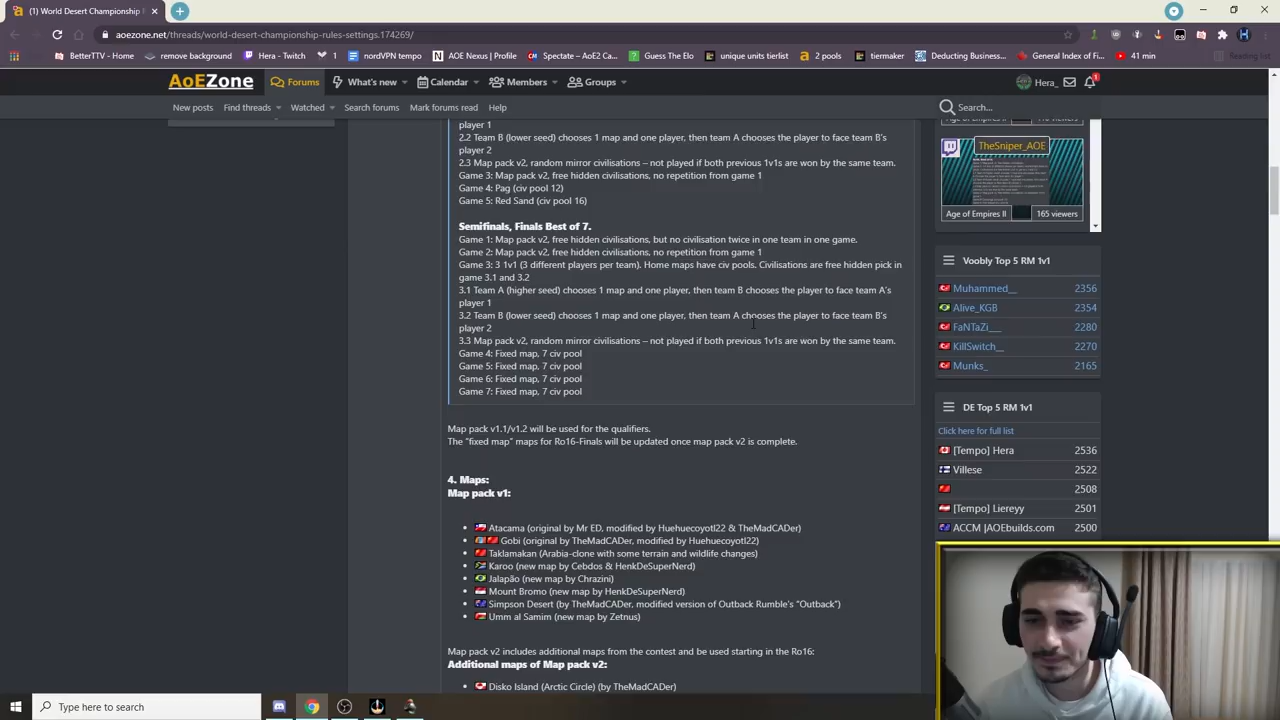 (1) World Desert Championship R
aoezone.net/threads/world-desert-championship-rules-settings.174269/
BetterTTV - Home
remove background
Hera - Twitch
nordVPN tempo
AOE Nexus | Profile
Spectate – AoE2 Ca...
Guess The Elo
unique units tierlist
2 pools
tiermaker
Deducting Business...
General Index of Fi...
41 min
Reading list
AoEZone
Forums
What's new
Calendar
Members
Groups
Hera_
1
New posts
Find threads
Watched
Search forums
Mark forums read
Help
Search...
player 1
2.2 Team B (lower seed) chooses 1 map and one player, then team A chooses the player to face team B's
player 2
2.3 Map pack v2, random mirror civilisations – not played if both previous 1v1s are won by the same team.
Game 3: Map pack v2, free hidden civilisations, no repetition from game 1
Game 4: Pag (civ pool 12)
Game 5: Red Sand (civ pool 16)
Semifinals, Finals Best of 7.
Game 1: Map pack v2, free hidden civilisations, but no civilisation twice in one team in one game.
Game 2: Map pack v2, free hidden civilisations, no repetition from game 1
Game 3: 3 1v1 (3 different players per team). Home maps have civ pools. Civilisations are free hidden pick in
game 3.1 and 3.2
3.1 Team A (higher seed) chooses 1 map and one player, then team B chooses the player to face team A's
player 1
3.2 Team B (lower seed) chooses 1 map and one player, then team A chooses the player to face team B's
player 2
3.3 Map pack v2, random mirror civilisations – not played if both previous 1v1s are won by the same team.
Game 4: Fixed map, 7 civ pool
Game 5: Fixed map, 7 civ pool
Game 6: Fixed map, 7 civ pool
Game 7: Fixed map, 7 civ pool
Map pack v1.1/v1.2 will be used for the qualifiers.
The "fixed map" maps for Ro16-Finals will be updated once map pack v2 is complete.
4. Maps:
Map pack v1:
Atacama (original by Mr ED, modified by Huehuecoyotl22 & TheMadCADer)
Gobi (original by TheMadCADer, modified by Huehuecoyotl22)
Taklamakan (Arabia-clone with some terrain and wildlife changes)
Karoo (new map by Cebdos & HenkDeSuperNerd)
Jalapão (new map by Chrazini)
Mount Bromo (new map by HenkDeSuperNerd)
Simpson Desert (by TheMadCADer, modified version of Outback Rumble's "Outback")
Umm al Samim (new map by Zetnus)
Map pack v2 includes additional maps from the contest and be used starting in the Ro16:
Additional maps of Map pack v2:
Disko Island (Arctic Circle) (by TheMadCADer)
Age of Empires II
TheSniper_AOE
Age of Empires II
165 viewers
Voobly Top 5 RM 1v1
Muhammed__ 2356
Alive_KGB 2354
FaNTaZi___ 2280
KillSwitch__ 2270
Munks_ 2165
DE Top 5 RM 1v1
Click here for full list
[Tempo] Hera 2536
Villese 2522
2508
[Tempo] Liereyy 2501
ACCM |AOEbuilds.com 2500
Type here to search